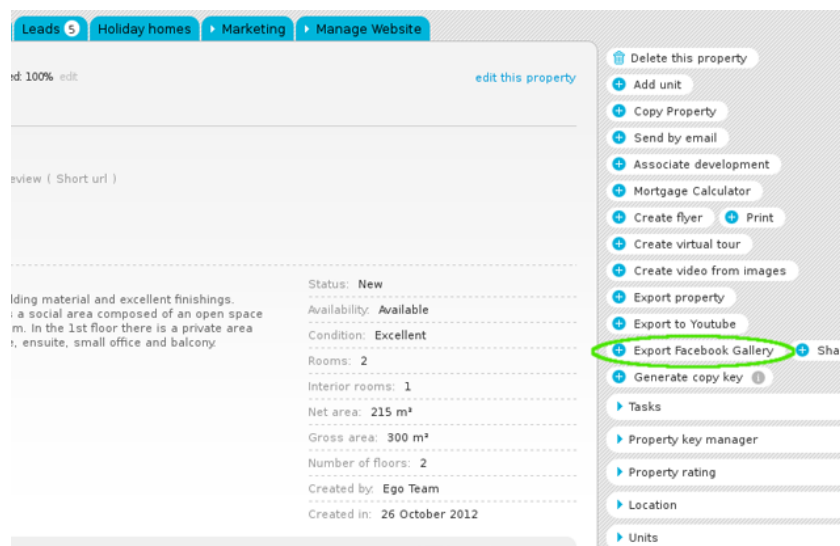 Leads 5 Holiday homes Marketing Manage Website
ed: 100% edit
edit this property
eview ( Short url )
lding material and excellent finishings.
s a social area composed of an open space
m. In the 1st floor there is a private area
e, ensuite, small office and balcony.
Status: New
Availability: Available
Condition: Excellent
Rooms: 2
Interior rooms: 1
Net area: 215 m²
Gross area: 300 m²
Number of floors: 2
Created by: Ego Team
Created in: 26 October 2012
Delete this property
Add unit
Copy Property
Send by email
Associate development
Mortgage Calculator
Create flyer Print
Create virtual tour
Create video from images
Export property
Export to Youtube
Export Facebook Gallery Sha
Generate copy key i
Tasks
Property key manager
Property rating
Location
Units